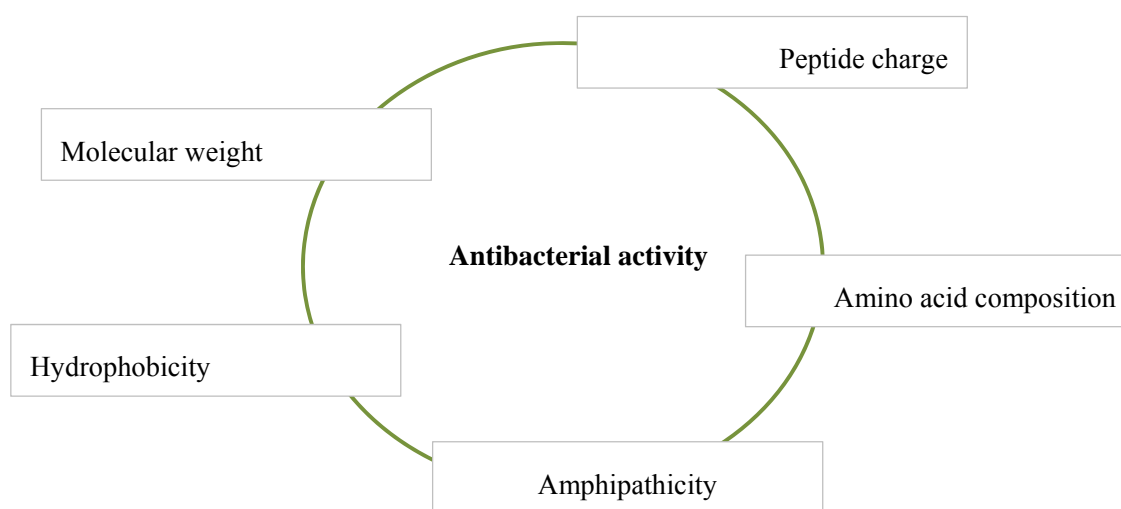 Peptide charge
Molecular weight
Antibacterial activity
Amino acid composition
Hydrophobicity
Amphipathicity